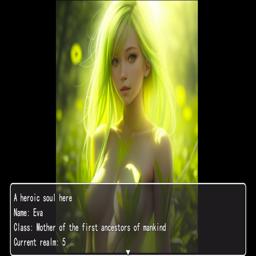 A heroic soul here
Name: Eva
Class: Mother of the first ancestors of mankind
Current realm: 5